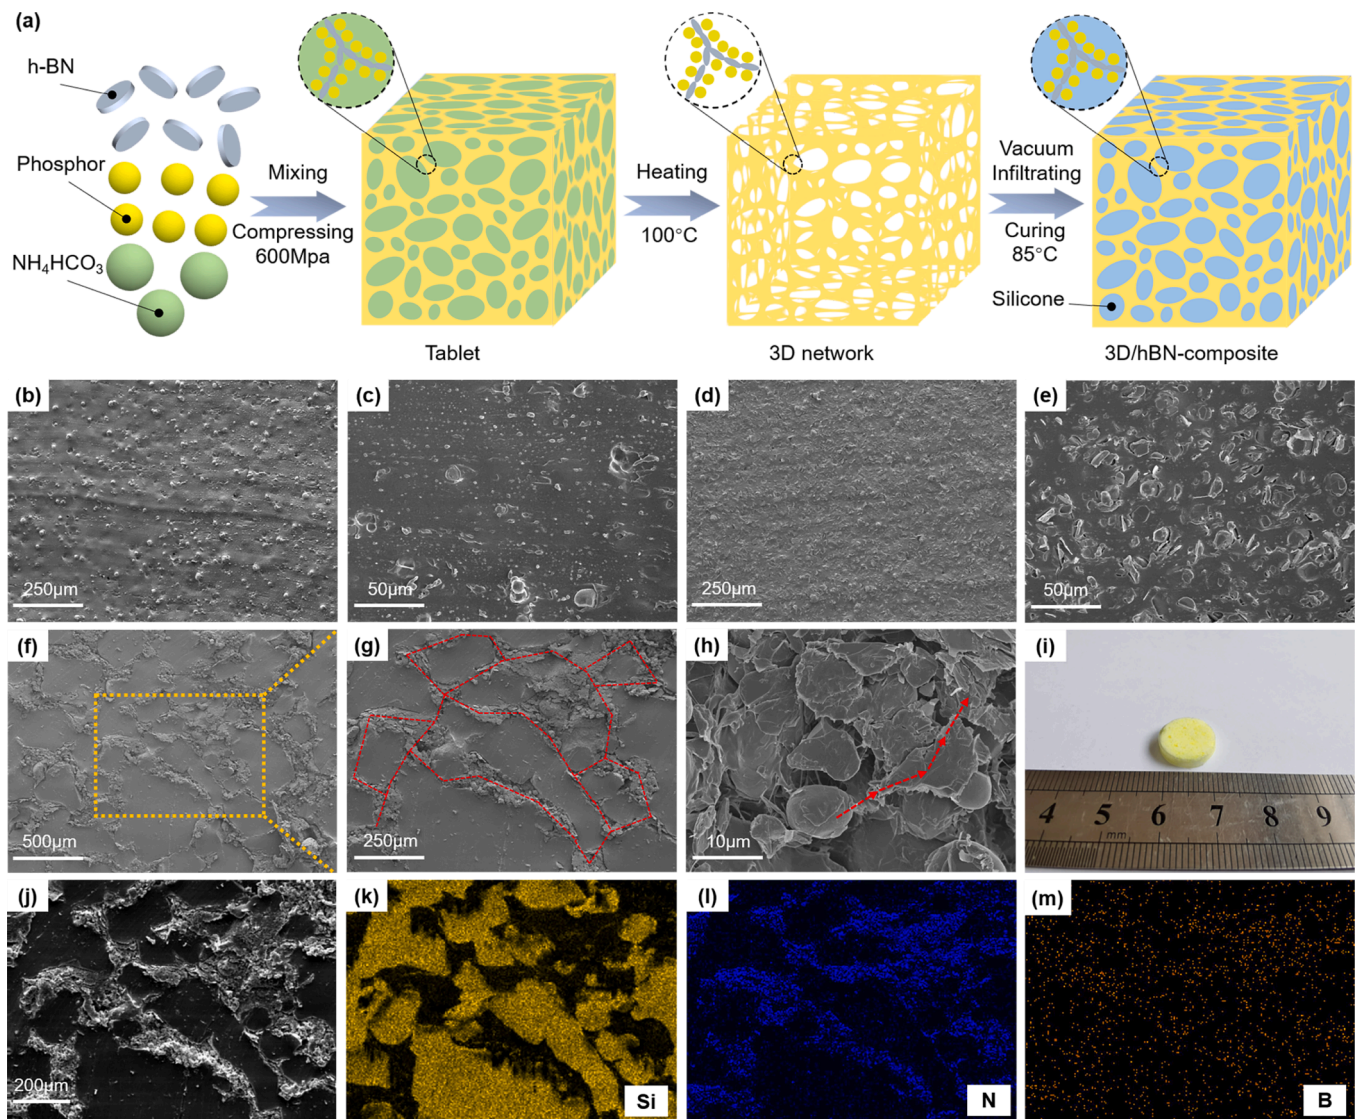 (a)
h-BN
Phosphor
NH₄HCO₃
Mixing
Compressing
600Mpa
Tablet
Heating
100°C
3D network
Vacuum
Infiltrating
Curing
85°C
Silicone
3D/hBN-composite
(b)
250μm
(c)
50μm
(d)
250μm
(e)
50μm
(f)
500μm
(g)
250μm
(h)
10μm
(i)
4 5 6 7 8 9
mm
(j)
200μm
(k)
Si
(l)
N
(m)
B